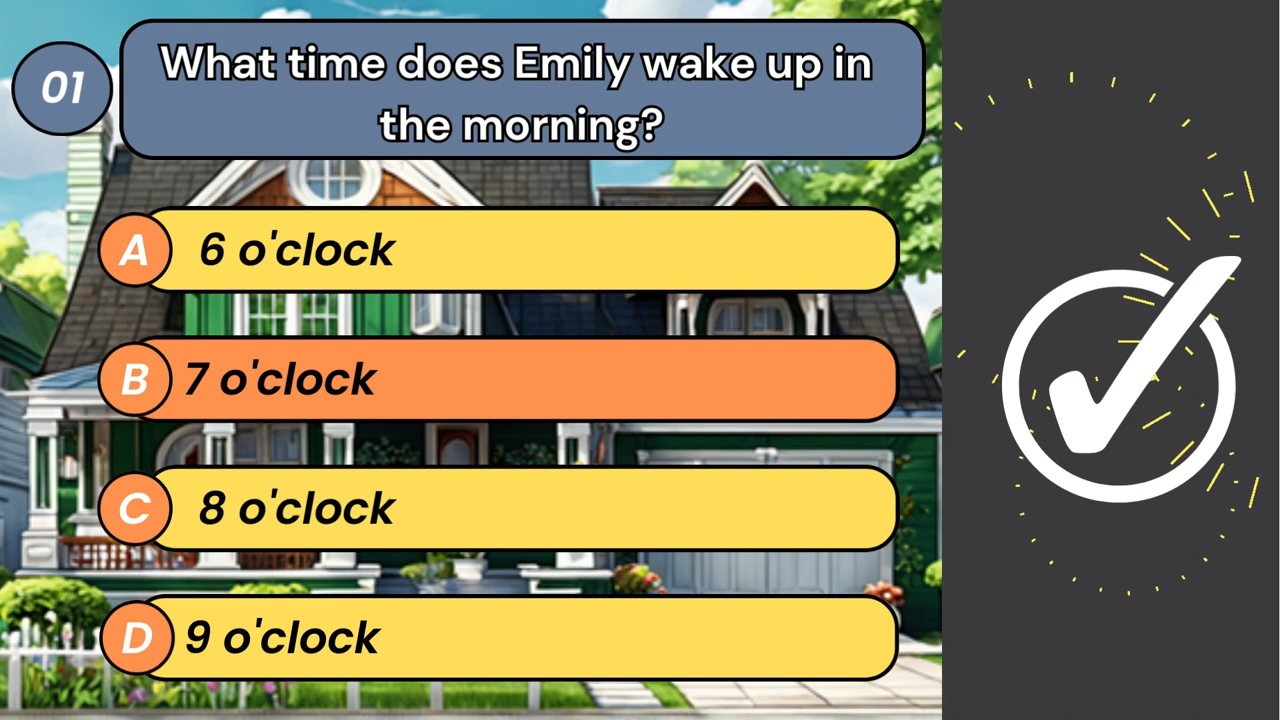 01
What time does Emily wake up in
the morning?
A 6 o'clock
B 7 o'clock
C 8 o'clock
D 9 o'clock